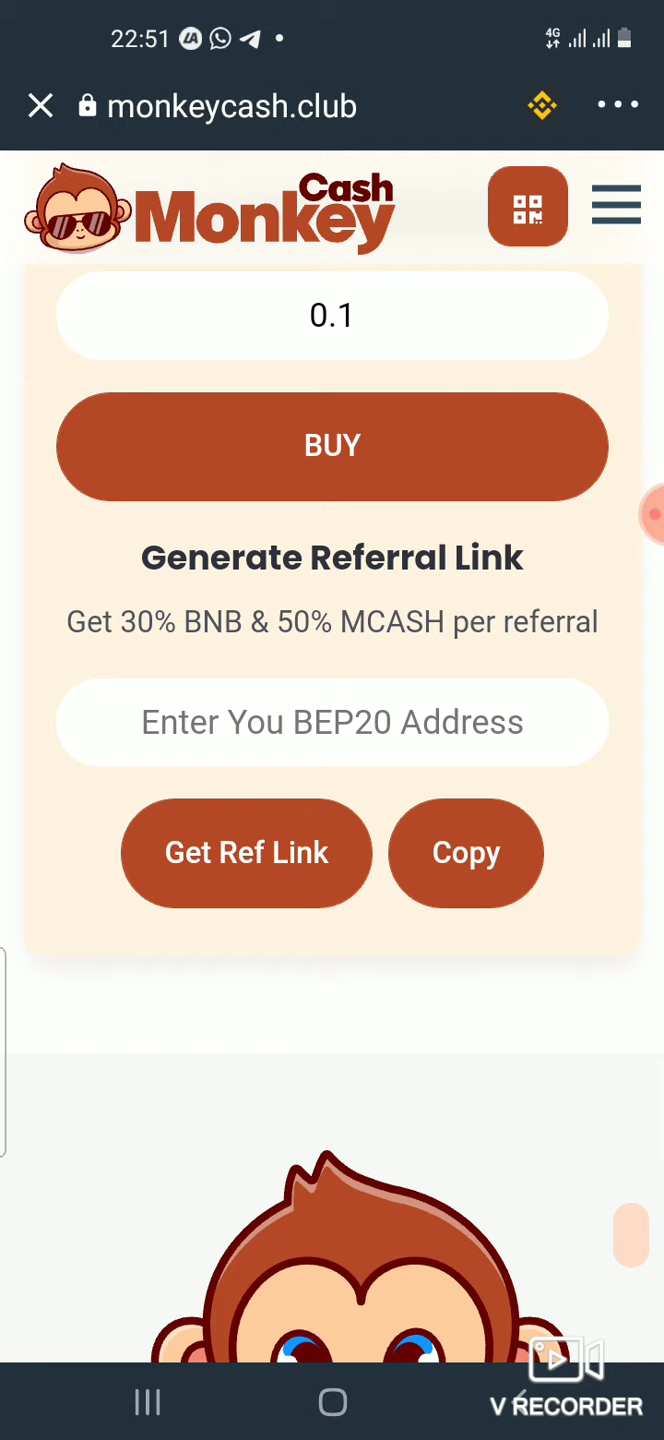 22:51
4G
monkeycash.club
Cash
Monkey
0.1
BUY
Generate Referral Link
Get 30% BNB & 50% MCASH per referral
Enter You BEP20 Address
Get Ref Link
Copy
V RECORDER